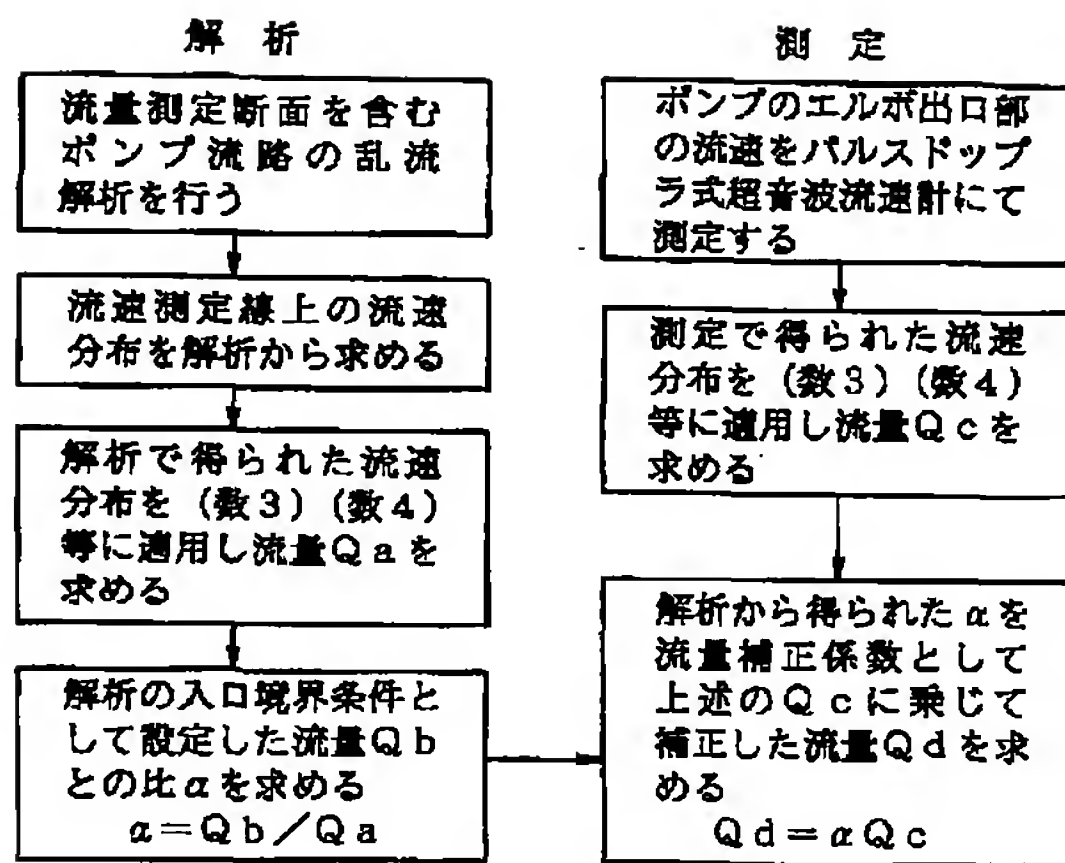 解析
流量測定断面を含む
ポンプ流路の乱流
解析を行う
流速測定線上の流速
分布を解析から求める
解析で得られた流速
分布を(数3)(数4)
等に適用し流量Qaを
求める
解析の入口境界条件と
して設定した流量Qb
との比αを求める
α=Qb/Qa
測定
ポンプのエルボ出口部
の流速をパルスドップ
ラ式超音波流速計にて
測定する
測定で得られた流速
分布を(数3)(数4)
等に適用し流量Qcを
求める
解析から得られたαを
流量補正係数として
上述のQcに乗じて
補正した流量Qdを求
める
Qd=αQc